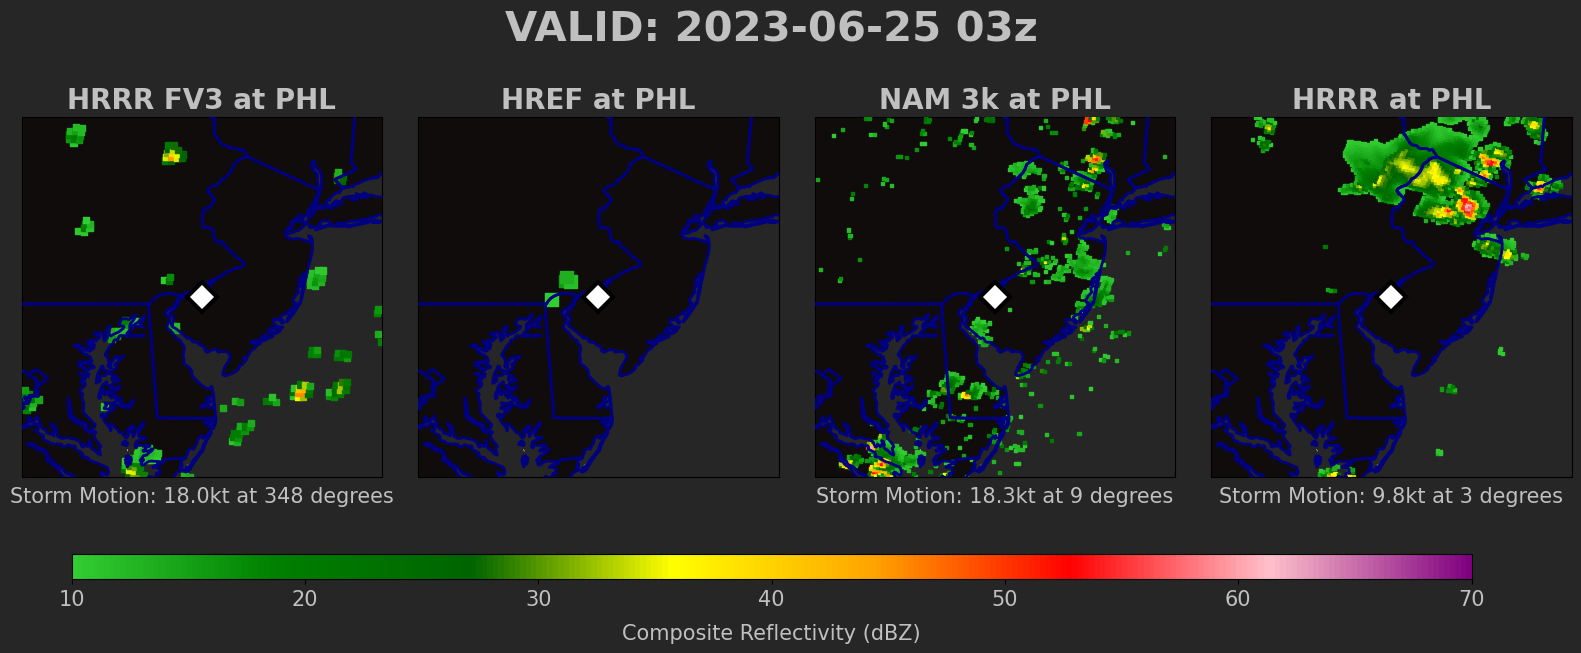 VALID: 2023-06-25 03z
HRRR FV3 at PHL
HREF at PHL
NAM 3k at PHL
HRRR at PHL
Storm Motion: 18.0kt at 348 degrees
Storm Motion: 18.3kt at 9 degrees
Storm Motion: 9.8kt at 3 degrees
10 20 30 40 50 60 70
Composite Reflectivity (dBZ)